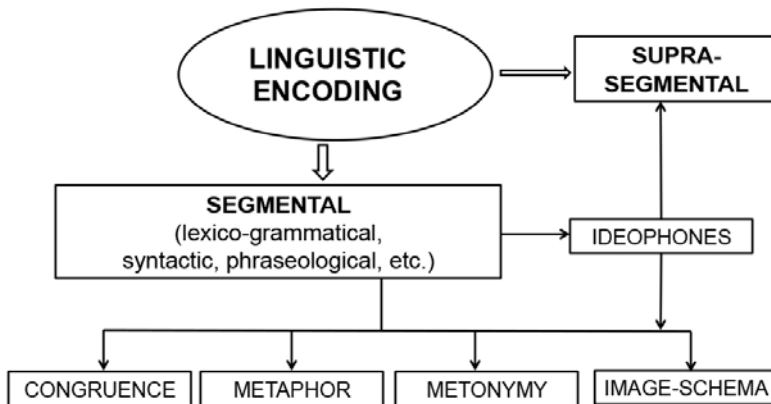 LINGUISTIC
ENCODING
SUPRA-
SEGMENTAL
SEGMENTAL
(lexico-grammatical,
syntactic, phraseological, etc.)
IDEOPHONES
CONGRUENCE
METAPHOR
METONYMY
IMAGE-SCHEMA